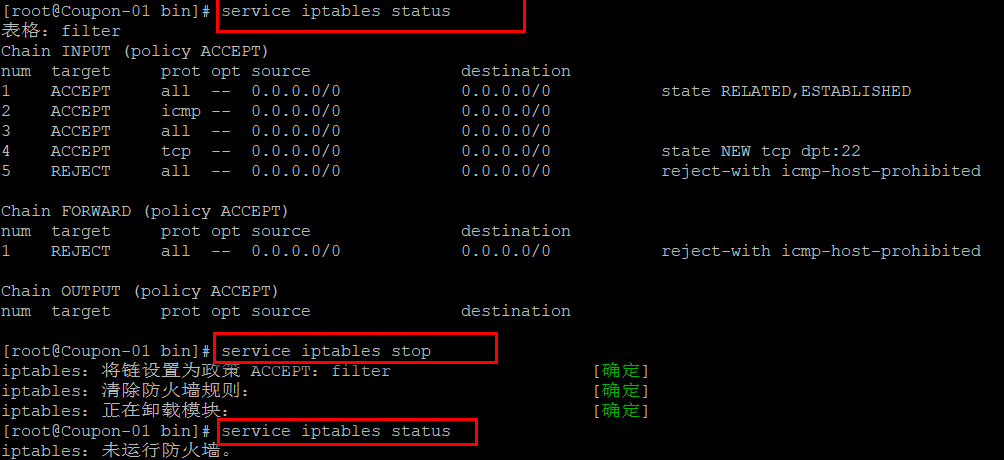 [root@Coupon-01 bin]# service iptables status
表格：filter
Chain INPUT (policy ACCEPT)
num  target     prot opt source               destination
1    ACCEPT     all  --  0.0.0.0/0            0.0.0.0/0           state RELATED,ESTABLISHED
2    ACCEPT     icmp --  0.0.0.0/0            0.0.0.0/0
3    ACCEPT     all  --  0.0.0.0/0            0.0.0.0/0
4    ACCEPT     tcp  --  0.0.0.0/0            0.0.0.0/0           state NEW tcp dpt:22
5    REJECT     all  --  0.0.0.0/0            0.0.0.0/0           reject-with icmp-host-prohibited
Chain FORWARD (policy ACCEPT)
num  target     prot opt source               destination
1    REJECT     all  --  0.0.0.0/0            0.0.0.0/0           reject-with icmp-host-prohibited
Chain OUTPUT (policy ACCEPT)
num  target     prot opt source               destination
[root@Coupon-01 bin]# service iptables stop
iptables：将链设置为政策 ACCEPT：filter                    [确定]
iptables：清除防火墙规则：                                 [确定]
iptables：正在卸载模块：                                   [确定]
[root@Coupon-01 bin]# service iptables status
iptables：未运行防火墙。